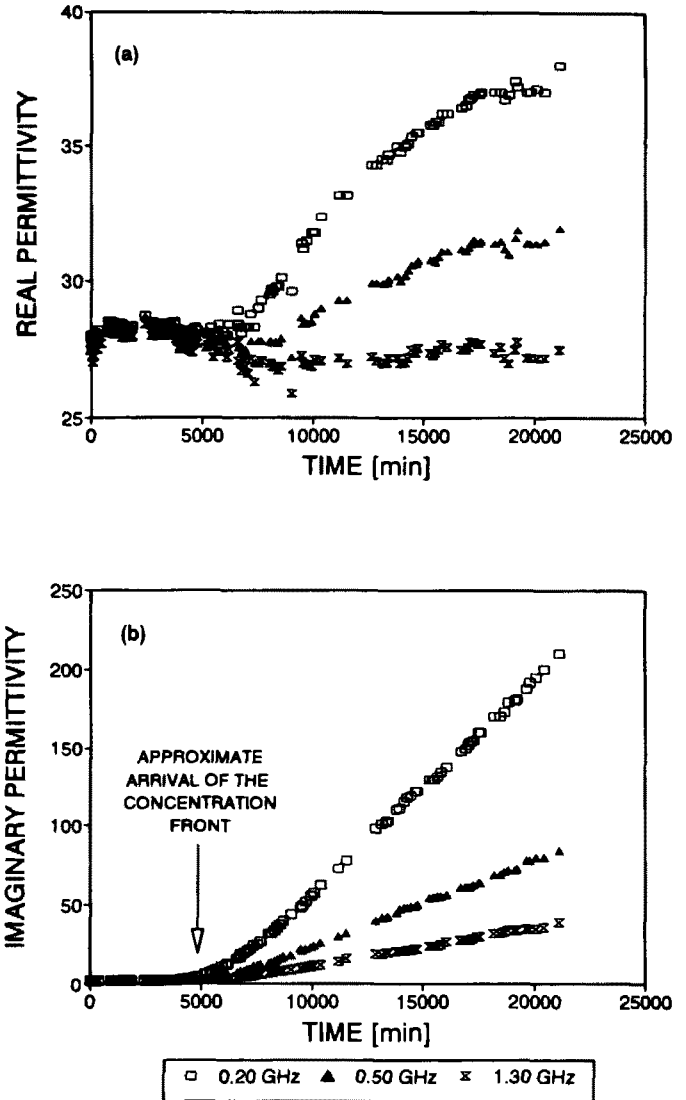 (a)
REAL PERMITTIVITY
40
35
30
25
0 5000 10000 15000 20000 25000
TIME [min]
(b)
IMAGINARY PERMITTIVITY
250
200
150
100
50
0
APPROXIMATE
ARRIVAL OF THE
CONCENTRATION
FRONT
0 5000 10000 15000 20000 25000
TIME [min]
0.20 GHz 0.50 GHz 1.30 GHz